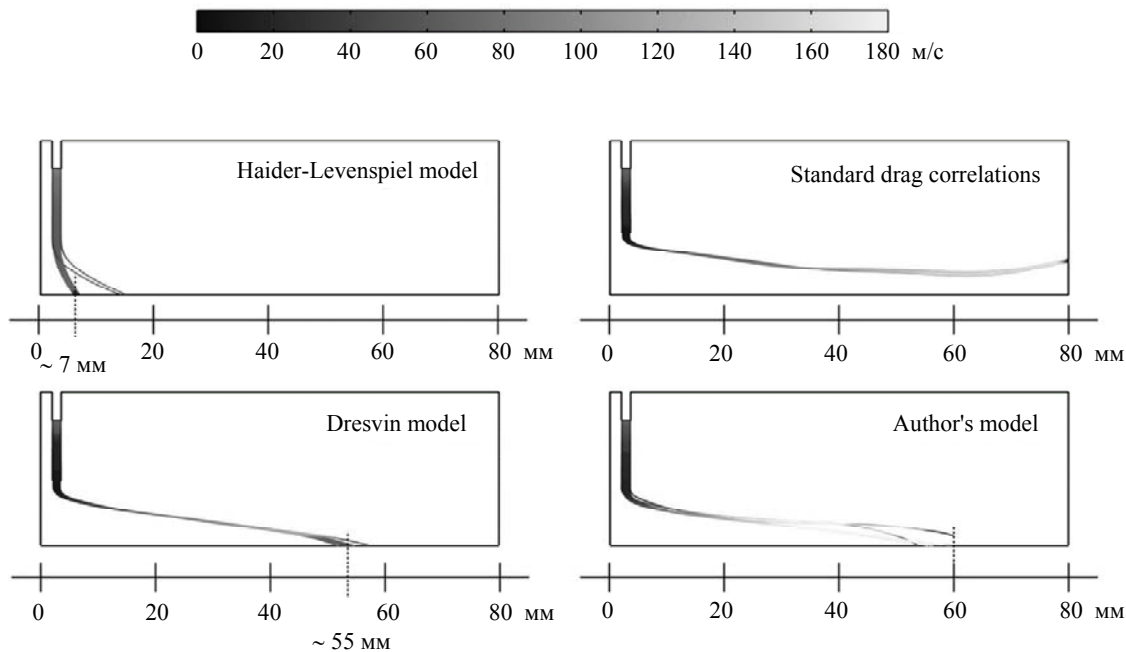 0 20 40 60 80 100 120 140 160 180 м/с
Haider-Levenspiel model
0 20 40 60 80 мм
~ 7 мм
Standard drag correlations
0 20 40 60 80 мм
Dresvin model
0 20 40 60 80 мм
~ 55 мм
Author's model
0 20 40 60 80 мм